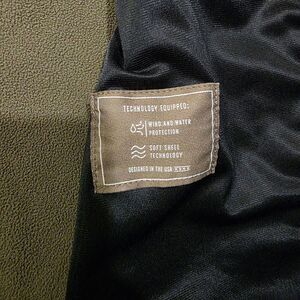 TECHNOLOGY EQUIPPED:
WIND AND WATER
PROTECTION
SOFT SHELL
TECHNOLOGY
DESIGNED IN THE USA